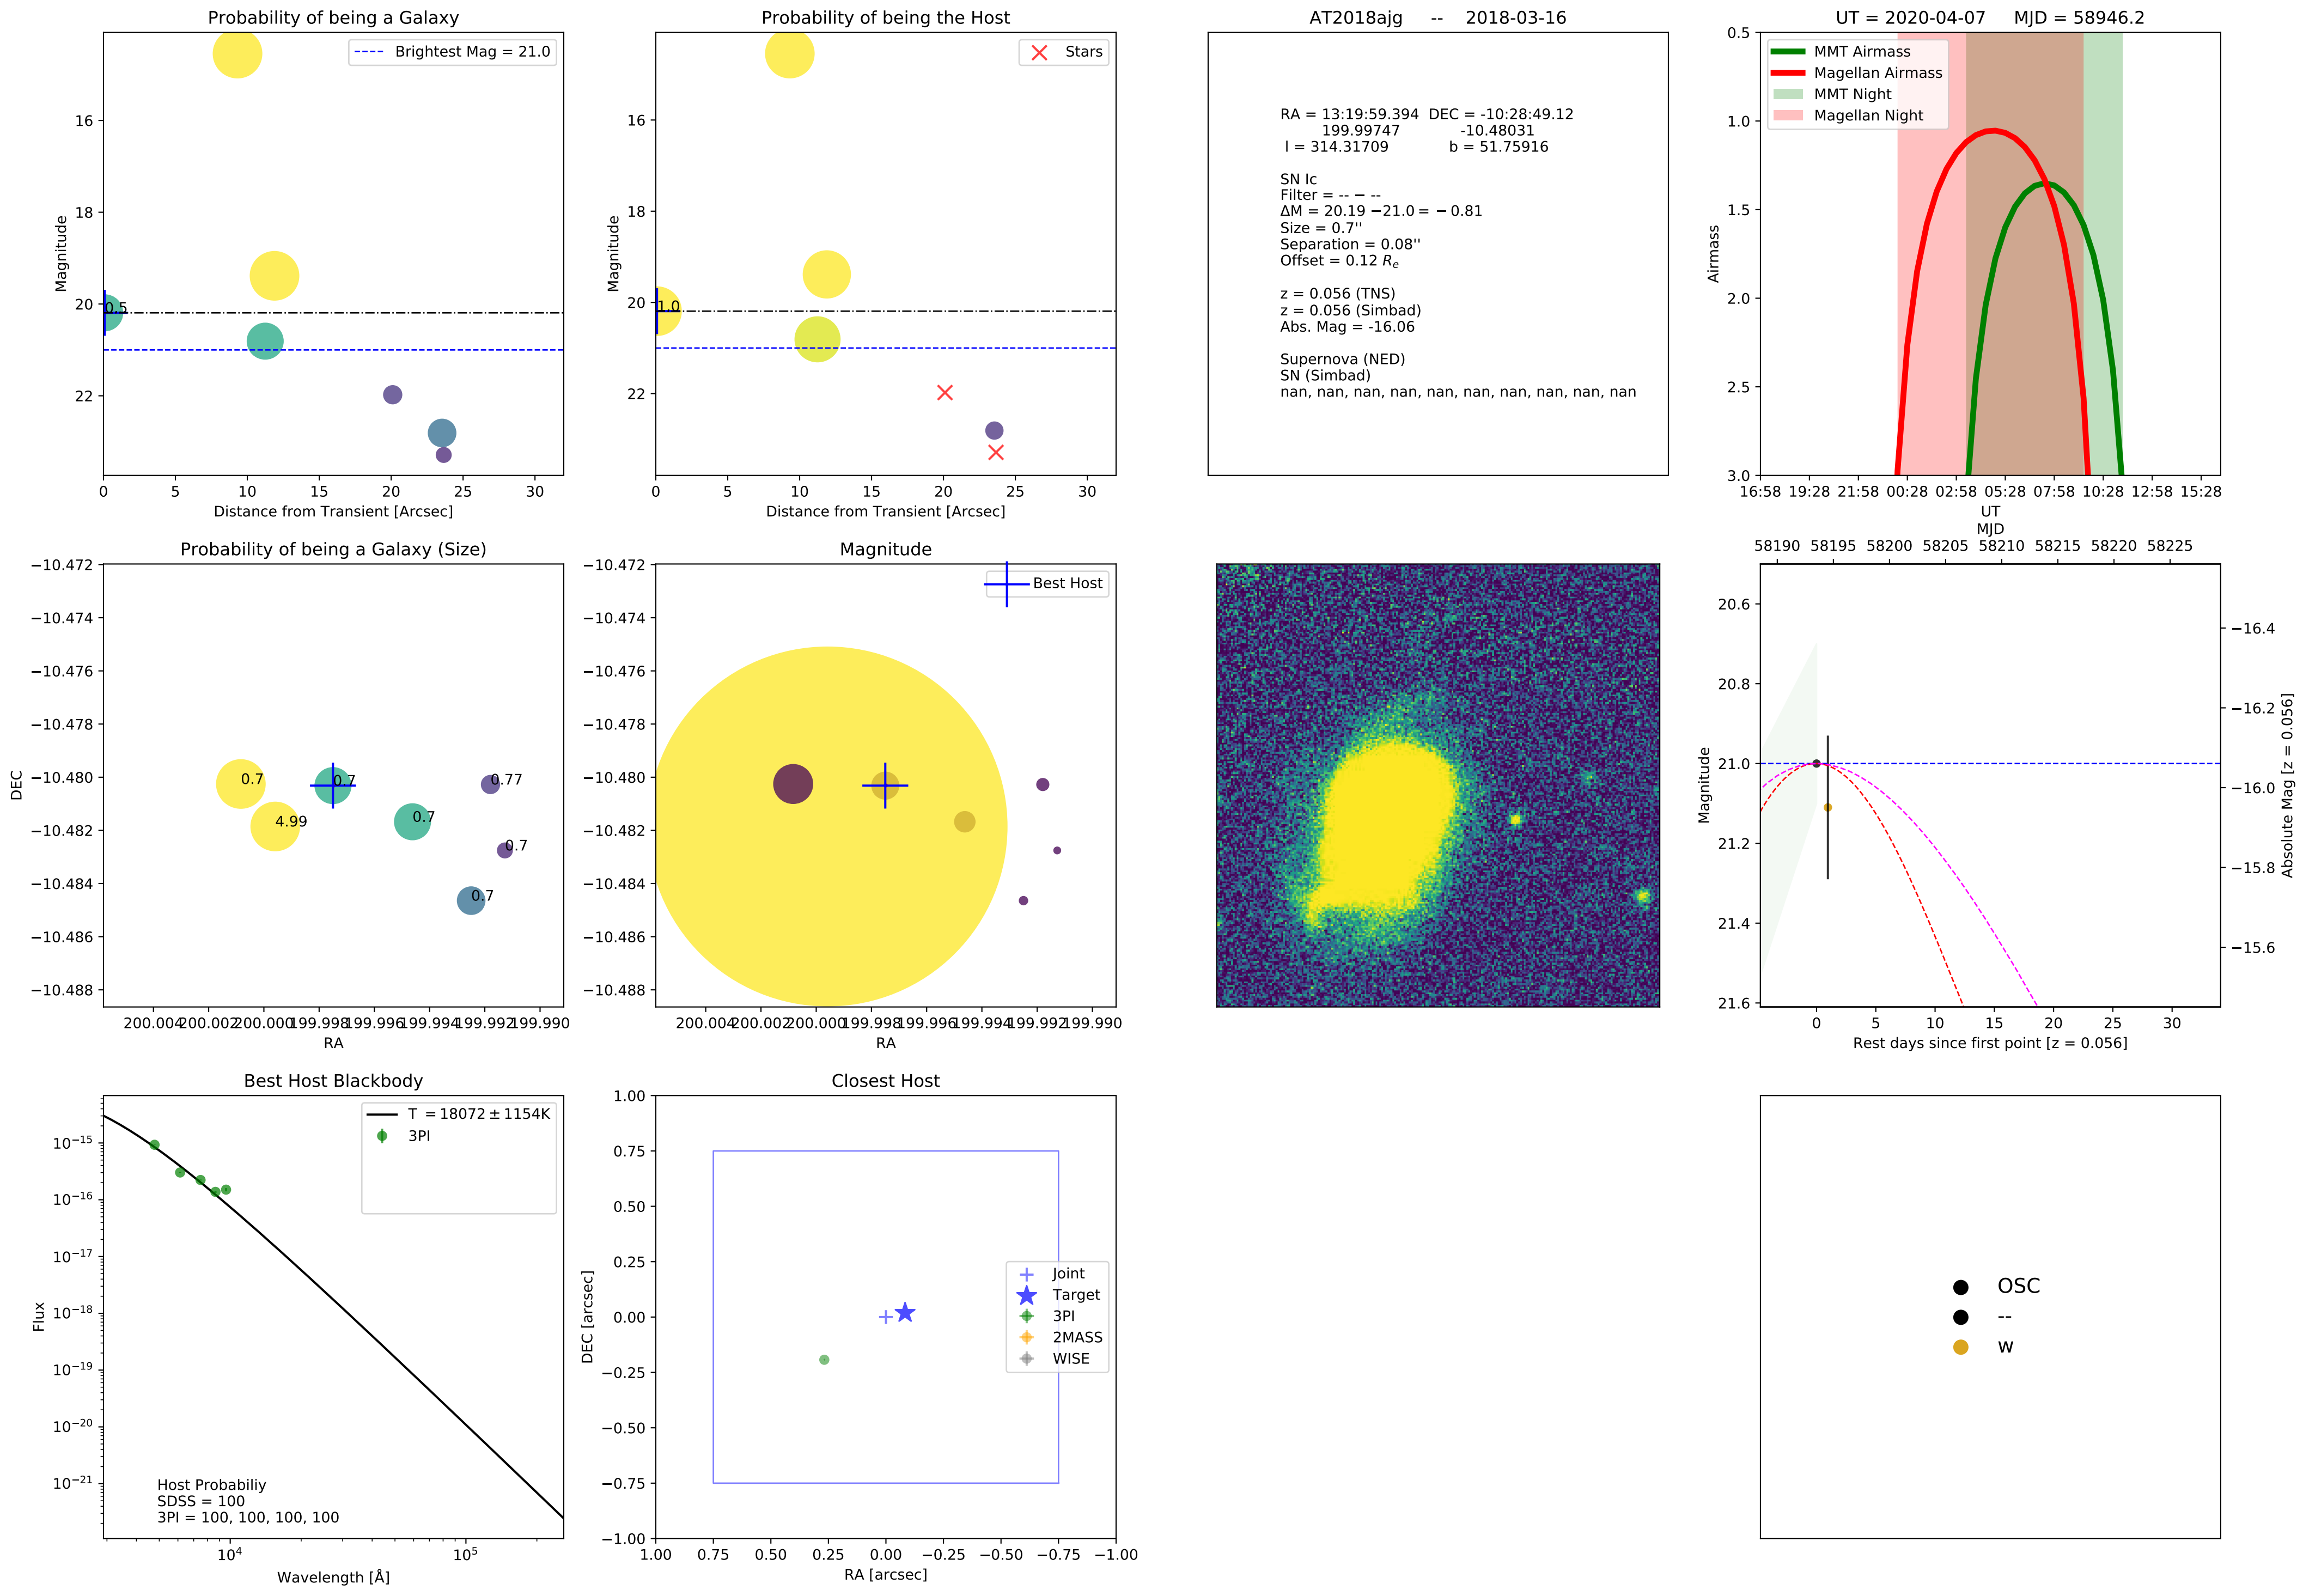 Probability of being a Galaxy
Brightest Mag = 21.0
0.5
16
18
20
22
Magnitude
0 5 10 15 20 25 30
Distance from Transient [Arcsec]
Probability of being the Host
Stars
1.0
16
18
20
22
Magnitude
0 5 10 15 20 25 30
Distance from Transient [Arcsec]
AT2018ajg -- 2018-03-16
RA = 13:19:59.394 DEC = -10:28:49.12
199.99747 -10.48031
l = 314.31709 b = 51.75916
SN Ic
Filter = -- − --
ΔM = 20.19 −21.0 = −0.81
Size = 0.7''
Separation = 0.08''
Offset = 0.12 Re
z = 0.056 (TNS)
z = 0.056 (Simbad)
Abs. Mag = -16.06
Supernova (NED)
SN (Simbad)
nan, nan, nan, nan, nan, nan, nan, nan, nan, nan
UT = 2020-04-07 MJD = 58946.2
MMT Airmass
Magellan Airmass
MMT Night
Magellan Night
0.5
1.0
1.5
2.0
2.5
3.0
Airmass
16:58 19:28 21:58 00:28 02:58 05:28 07:58 10:28 12:58 15:28
UT
Probability of being a Galaxy (Size)
−10.472
−10.474
−10.476
−10.478
−10.480
−10.482
−10.484
−10.486
−10.488
DEC
0.7
0.7
0.77
4.99
0.7
0.7
0.7
200.004 200.002 200.000 199.998 199.996 199.994 199.992 199.990
RA
Magnitude
Best Host
−10.472
−10.474
−10.476
−10.478
−10.480
−10.482
−10.484
−10.486
−10.488
200.004 200.002 200.000 199.998 199.996 199.994 199.992 199.990
RA
MJD
58190 58195 58200 58205 58210 58215 58220 58225
20.6
20.8
21.0
21.2
21.4
21.6
Magnitude
−16.4
−16.2
−16.0
−15.8
−15.6
Absolute Mag [z = 0.056]
0 5 10 15 20 25 30
Rest days since first point [z = 0.056]
Best Host Blackbody
T = 18072 ± 1154K
3PI
10−15
10−16
10−17
10−18
10−19
10−20
10−21
Flux
Host Probabiliy
SDSS = 100
3PI = 100, 100, 100, 100
104 105
Wavelength [Å]
Closest Host
1.00
0.75
0.50
0.25
0.00
−0.25
−0.50
−0.75
−1.00
DEC [arcsec]
Joint
Target
3PI
2MASS
WISE
1.00 0.75 0.50 0.25 0.00 −0.25 −0.50 −0.75 −1.00
RA [arcsec]
OSC
--
w